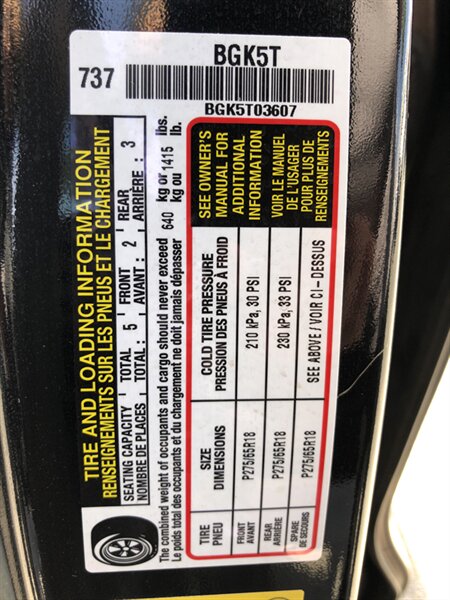 737
BGK5T
BGK5T03607
TIRE AND LOADING INFORMATION
RENSEIGNEMENTS SUR LES PNEUS ET LE CHARGEMENT
SEATING CAPACITY TOTAL : 5 FRONT : 2 REAR : 3
NOMBRE DE PLACES TOTAL : AVANT : ARRIÈRE :
The combined weight of occupants and cargo should never exceed 640 kg or 1415 lbs.
Le poids total des occupants et du chargement ne doit jamais dépasser kg ou lb.
TIRE SIZE COLD TIRE PRESSURE
PNEU DIMENSIONS PRESSION DES PNEUS À FROID
FRONT P275/65R18 210 kPa, 30 PSI
AVANT
REAR P275/65R18 230 kPa, 33 PSI
ARRIÈRE
SPARE P275/65R18 SEE ABOVE / VOIR CI-DESSUS
DE SECOURS
SEE OWNER'S
MANUAL FOR
ADDITIONAL
INFORMATION
VOIR LE MANUEL
DE L'USAGER
POUR PLUS DE
RENSEIGNEMENTS